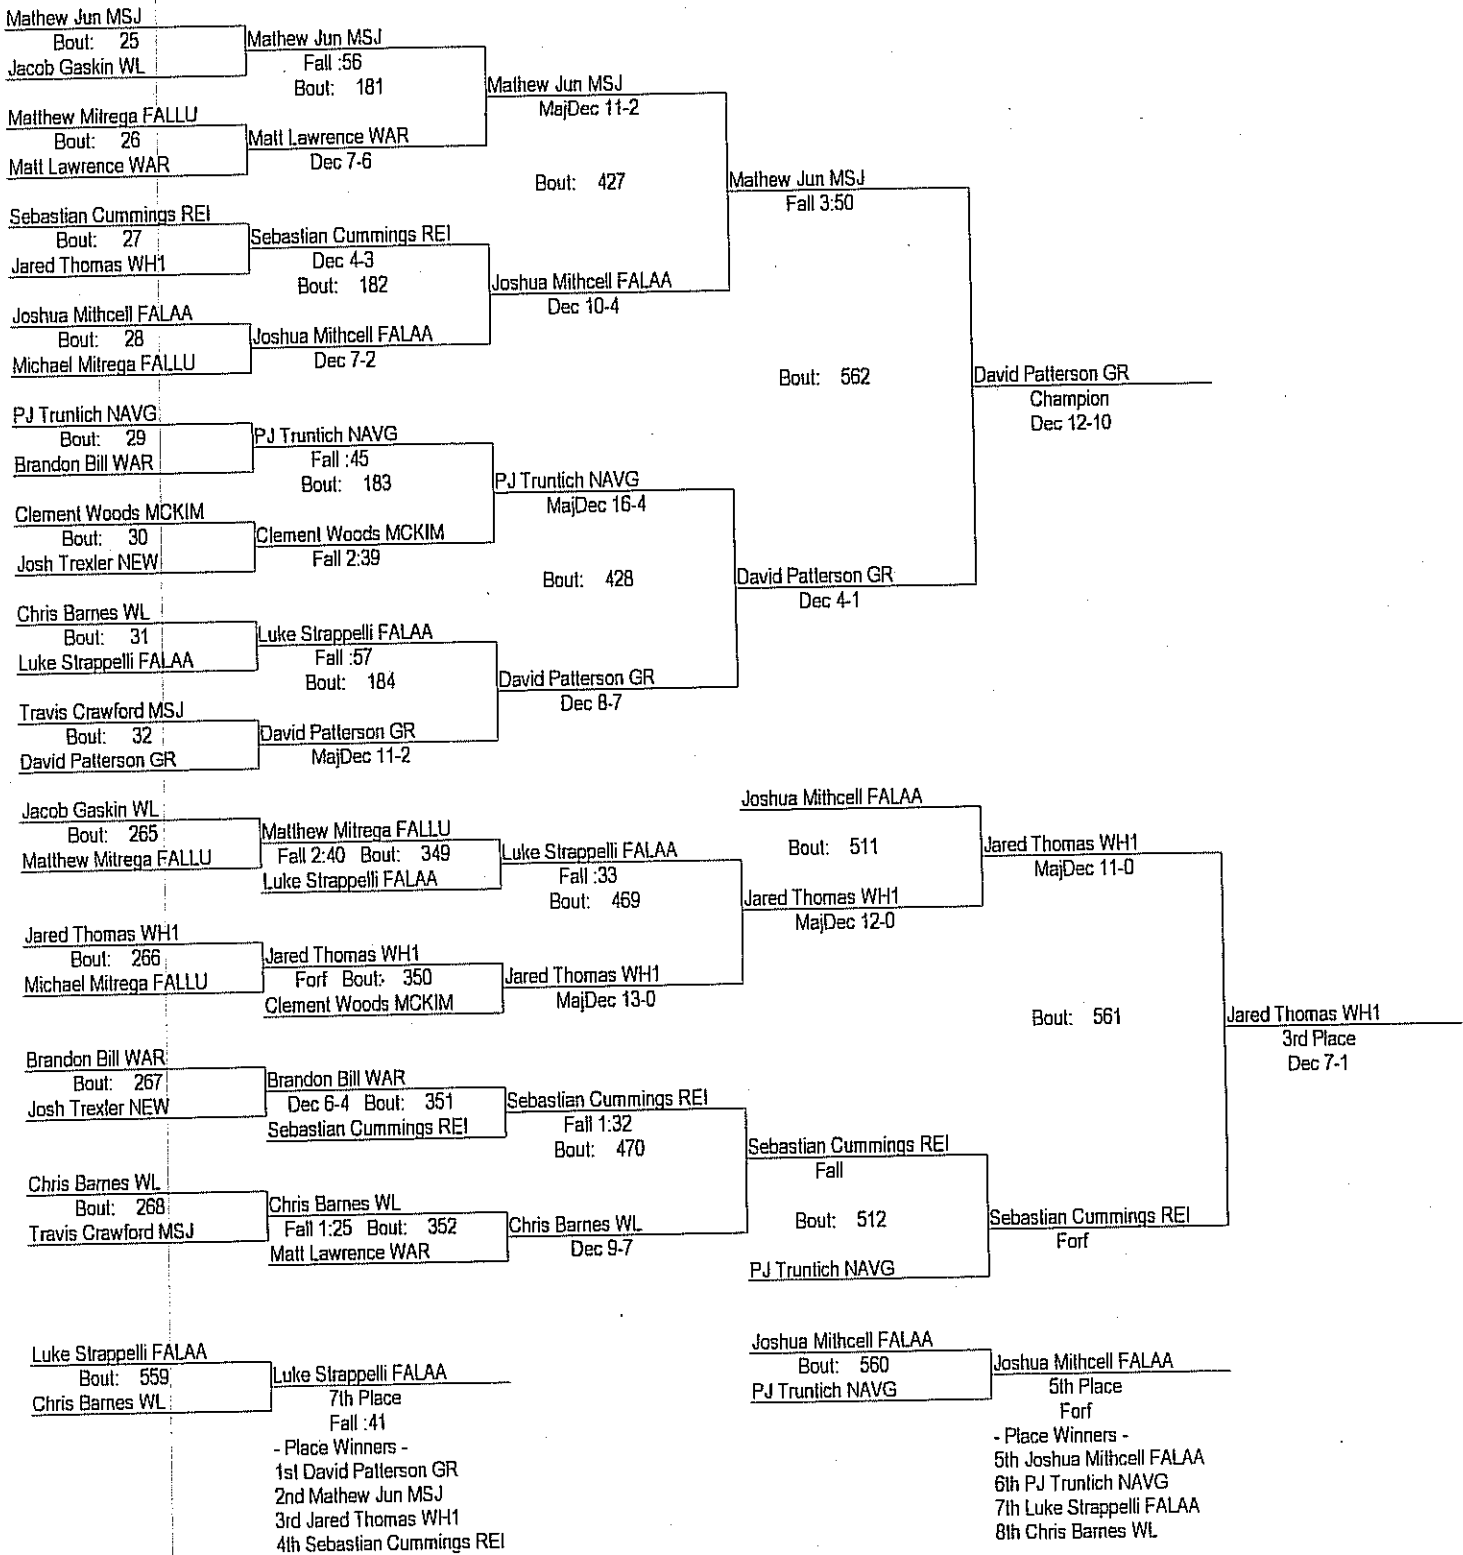 Mathew Jun MSJ
Bout: 25
Jacob Gaskin WL
Mathew Jun MSJ
Fall :56
Bout: 181
Matthew Mitrega FALLU
Bout: 26
Matt Lawrence WAR
Matt Lawrence WAR
Dec 7-6
Mathew Jun MSJ
MajDec 11-2
Bout: 427
Sebastian Cummings REI
Bout: 27
Jared Thomas WH1
Sebastian Cummings REI
Dec 4-3
Bout: 182
Joshua Mithcell FALAA
Bout: 28
Michael Mitrega FALLU
Joshua Mithcell FALAA
Dec 7-2
Joshua Mithcell FALAA
Dec 10-4
Mathew Jun MSJ
Fall 3:50
Bout: 562
PJ Truntich NAVG
Bout: 29
Brandon Bill WAR
PJ Truntich NAVG
Fall :45
Bout: 183
Clement Woods MCKIM
Bout: 30
Josh Trexler NEW
Clement Woods MCKIM
Fall 2:39
PJ Truntich NAVG
MajDec 16-4
Bout: 428
Chris Barnes WL
Bout: 31
Luke Strappelli FALAA
Luke Strappelli FALAA
Fall :57
Bout: 184
Travis Crawford MSJ
Bout: 32
David Patterson GR
David Patterson GR
MajDec 11-2
David Patterson GR
Dec 8-7
David Patterson GR
Dec 4-1
David Patterson GR
Champion
Dec 12-10
Jacob Gaskin WL
Bout: 265
Matthew Mitrega FALLU
Matthew Mitrega FALLU
Fall 2:40 Bout: 349
Luke Strappelli FALAA
Luke Strappelli FALAA
Fall :33
Bout: 469
Jared Thomas WH1
Bout: 266
Michael Mitrega FALLU
Jared Thomas WH1
Forf Bout: 350
Clement Woods MCKIM
Jared Thomas WH1
MajDec 13-0
Joshua Mithcell FALAA
Bout: 511
Jared Thomas WH1
MajDec 12-0
Jared Thomas WH1
MajDec 11-0
Bout: 561
Brandon Bill WAR
Bout: 267
Josh Trexler NEW
Brandon Bill WAR
Dec 6-4 Bout: 351
Sebastian Cummings REI
Sebastian Cummings REI
Fall 1:32
Bout: 470
Chris Barnes WL
Bout: 268
Travis Crawford MSJ
Chris Barnes WL
Fall 1:25 Bout: 352
Matt Lawrence WAR
Chris Barnes WL
Dec 9-7
Sebastian Cummings REI
Fall
Bout: 512
PJ Truntich NAVG
Sebastian Cummings REI
Forf
Jared Thomas WH1
3rd Place
Dec 7-1
Luke Strappelli FALAA
Bout: 559
Chris Barnes WL
Luke Strappelli FALAA
7th Place
Fall :41
- Place Winners -
1st David Patterson GR
2nd Mathew Jun MSJ
3rd Jared Thomas WH1
4th Sebastian Cummings REI
Joshua Mithcell FALAA
Bout: 560
PJ Truntich NAVG
Joshua Mithcell FALAA
5th Place
Forf
- Place Winners -
5th Joshua Mithcell FALAA
6th PJ Truntich NAVG
7th Luke Strappelli FALAA
8th Chris Barnes WL